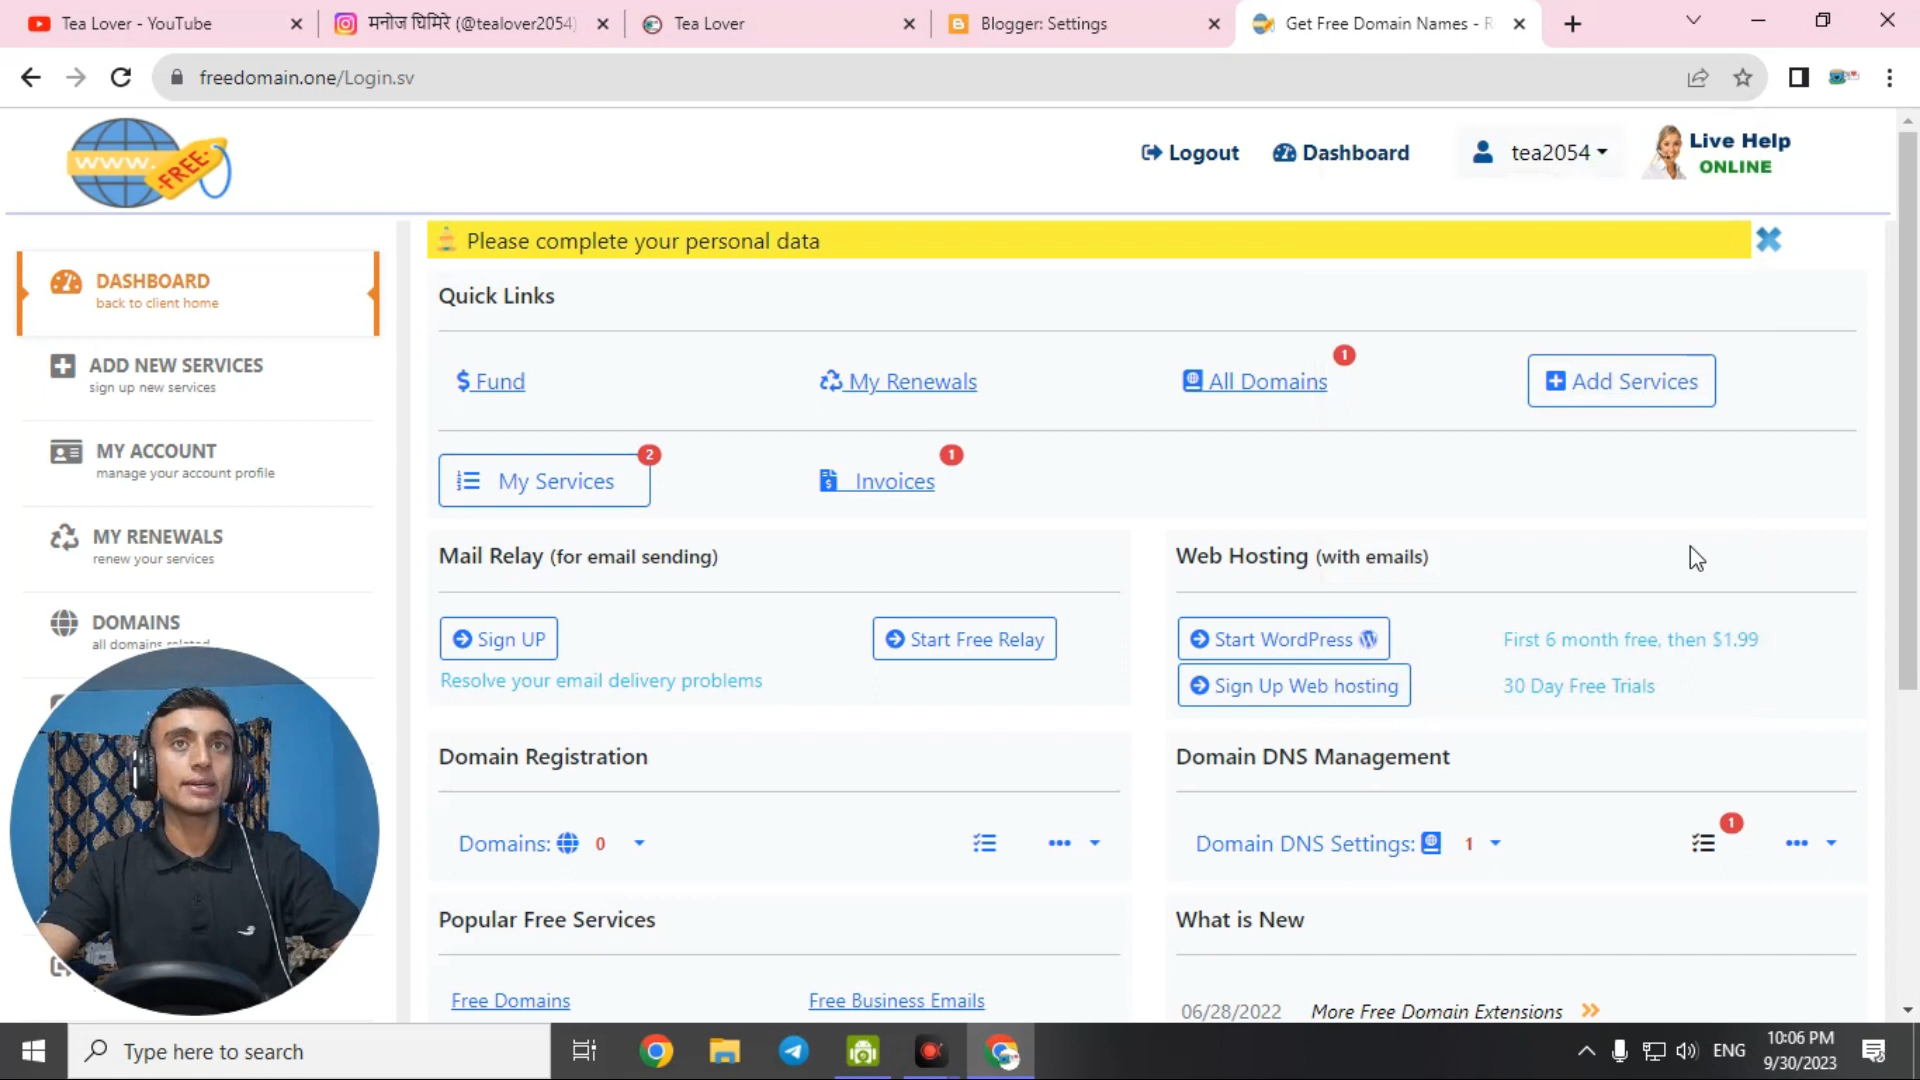 Tea Lover - YouTube
मनोज घिमिरे (@tealover2054)
Tea Lover
Blogger: Settings
Get Free Domain Names - R
freedomain.one/Login.sv
www.
FREE
Logout
Dashboard
tea2054
Live Help
ONLINE
Please complete your personal data
DASHBOARD
back to client home
ADD NEW SERVICES
sign up new services
MY ACCOUNT
manage your account profile
MY RENEWALS
renew your services
DOMAINS
all domains related
Quick Links
$ Fund
My Renewals
All Domains
1
Add Services
My Services
2
Invoices
1
Mail Relay (for email sending)
Sign UP
Start Free Relay
Resolve your email delivery problems
Web Hosting (with emails)
Start WordPress
First 6 month free, then $1.99
Sign Up Web hosting
30 Day Free Trials
Domain Registration
Domains: 0
Domain DNS Management
Domain DNS Settings: 1
1
Popular Free Services
Free Domains
Free Business Emails
What is New
06/28/2022 More Free Domain Extensions
Type here to search
ENG
10:06 PM
9/30/2023